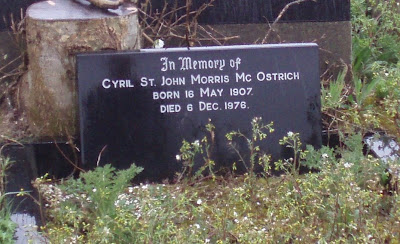 In Memory of
CYRIL ST. JOHN MORRIS MC OSTRICH
BORN 16 MAY 1907.
DIED 6 DEC. 1976.